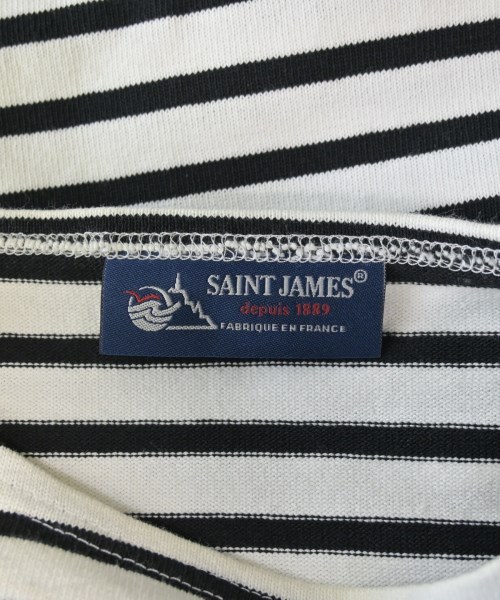 SAINT JAMES®
depuis 1889
FABRIQUE EN FRANCE